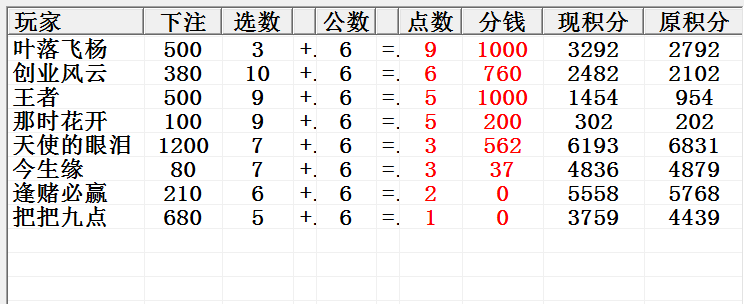 玩家 下注 选数 公数 点数 分钱 现积分 原积分
叶落飞杨 500 3 +. 6 =. 9 1000 3292 2792
创业风云 380 10 +. 6 =. 6 760 2482 2102
王者 500 9 +. 6 =. 5 1000 1454 954
那时花开 100 9 +. 6 =. 5 200 302 202
天使的眼泪 1200 7 +. 6 =. 3 562 6193 6831
今生缘 80 7 +. 6 =. 3 37 4836 4879
逢赌必赢 210 6 +. 6 =. 2 0 5558 5768
把把九点 680 5 +. 6 =. 1 0 3759 4439